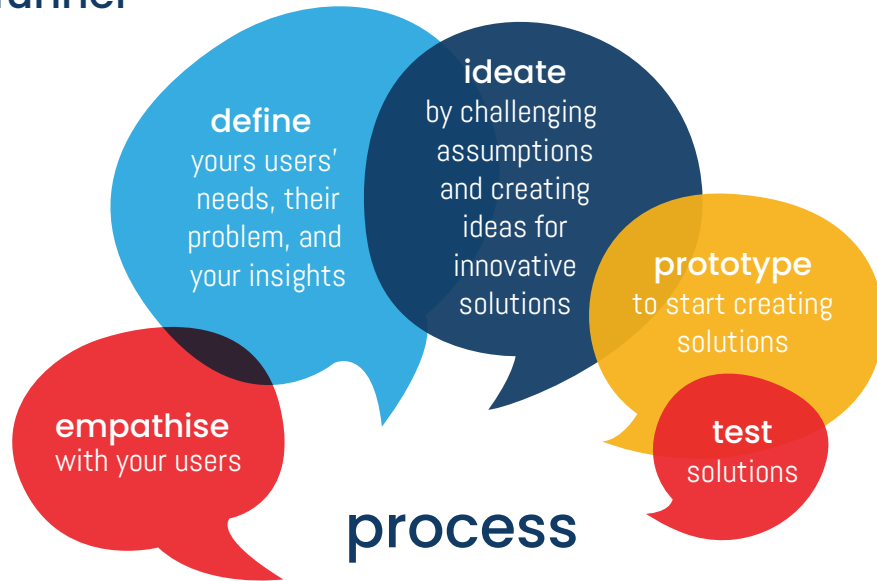 define
yours users'
needs, their
problem, and
your insights
ideate
by challenging
assumptions
and creating
ideas for
innovative
solutions
prototype
to start creating
solutions
empathise
with your users
test
solutions
process